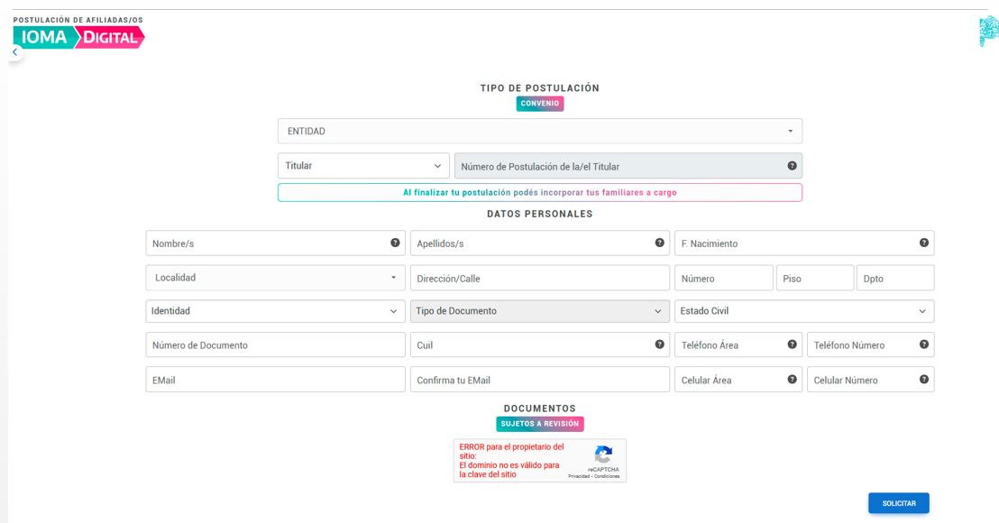 POSTULACIÓN DE AFILIADAS/OS
IOMA DIGITAL
TIPO DE POSTULACIÓN
CONVENIO
ENTIDAD
Titular
Número de Postulación de la/el Titular
Al finalizar tu postulación podés incorporar tus familiares a cargo
DATOS PERSONALES
Nombre/s
Apellidos/s
F. Nacimiento
Localidad
Dirección/Calle
Número
Piso
Dpto
Identidad
Tipo de Documento
Estado Civil
Número de Documento
Cuil
Teléfono Área
Teléfono Número
EMail
Confirma tu EMail
Celular Área
Celular Número
DOCUMENTOS
SUJETOS A REVISIÓN
ERROR para el propietario del
sitio:
El dominio no es válido para
la clave del sitio
reCAPTCHA
Privacidad - Condiciones
SOLICITAR